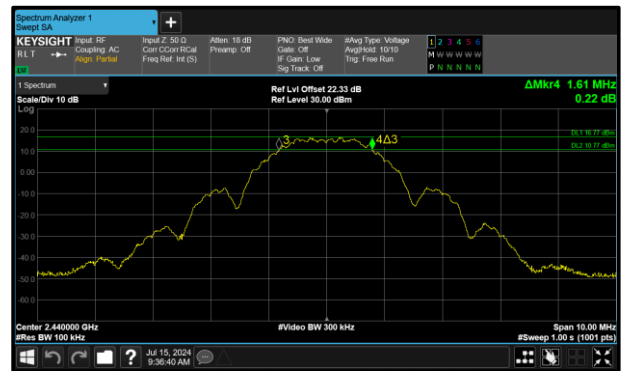 Spectrum Analyzer 1
Swept SA
+
KEYSIGHT
RLT
LW
Input: RF
Coupling: AC
Align: Partial
Input Z: 50 Ω
Corr CCorr RCal
Freq Ref: Int (S)
Atten: 18 dB
Preamp: Off
PNO: Best Wide
Gate: Off
IF Gain: Low
Sig Track: Off
#Avg Type: Voltage
Avg|Hold: 10/10
Trig: Free Run
1 2 3 4 5 6
M W W W W W
P N N N N N
1 Spectrum
Scale/Div 10 dB
Log
Ref Lvl Offset 22.33 dB
Ref Level 30.00 dBm
ΔMkr4 1.61 MHz
0.22 dB
20.0
10.0
0.00
-10.0
-20.0
-30.0
-40.0
-50.0
-60.0
3
4Δ3
DL1 16.77 dBm
DL2 10.77 dBm
Center 2.440000 GHz
#Res BW 100 kHz
#Video BW 300 kHz
Span 10.00 MHz
#Sweep 1.00 s (1001 pts)
?
Jul 15, 2024
9:36:40 AM